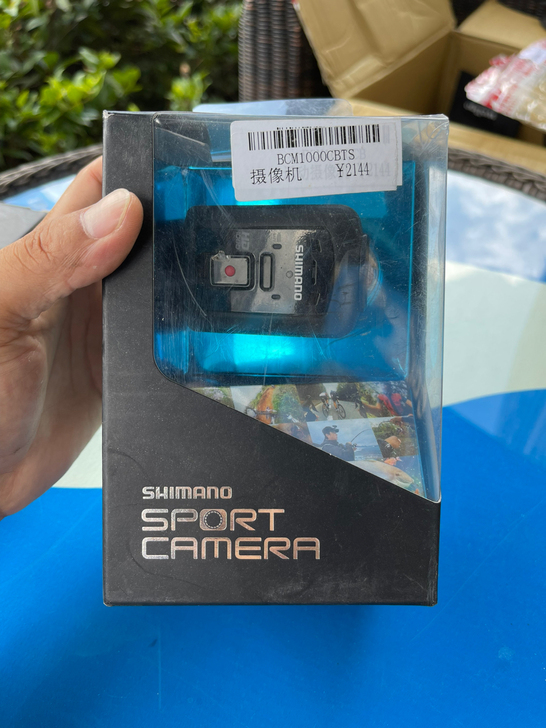 BCM1000CBTS
摄像机 ¥2144
SHIMANO
SHIMANO
SPORT
CAMERA